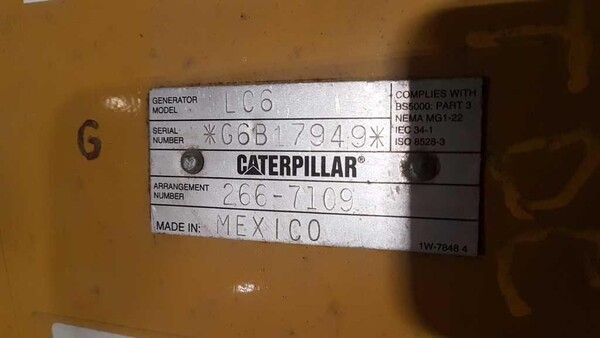 G
GENERATOR MODEL LC6
SERIAL NUMBER *G6B17949*
COMPLIES WITH
BS5000: PART 3
NEMA MG1-22
IEC 34-1
ISO 8528-3
CATERPILLAR®
ARRANGEMENT NUMBER 266-7109
MADE IN: MEXICO
1W-7848 4